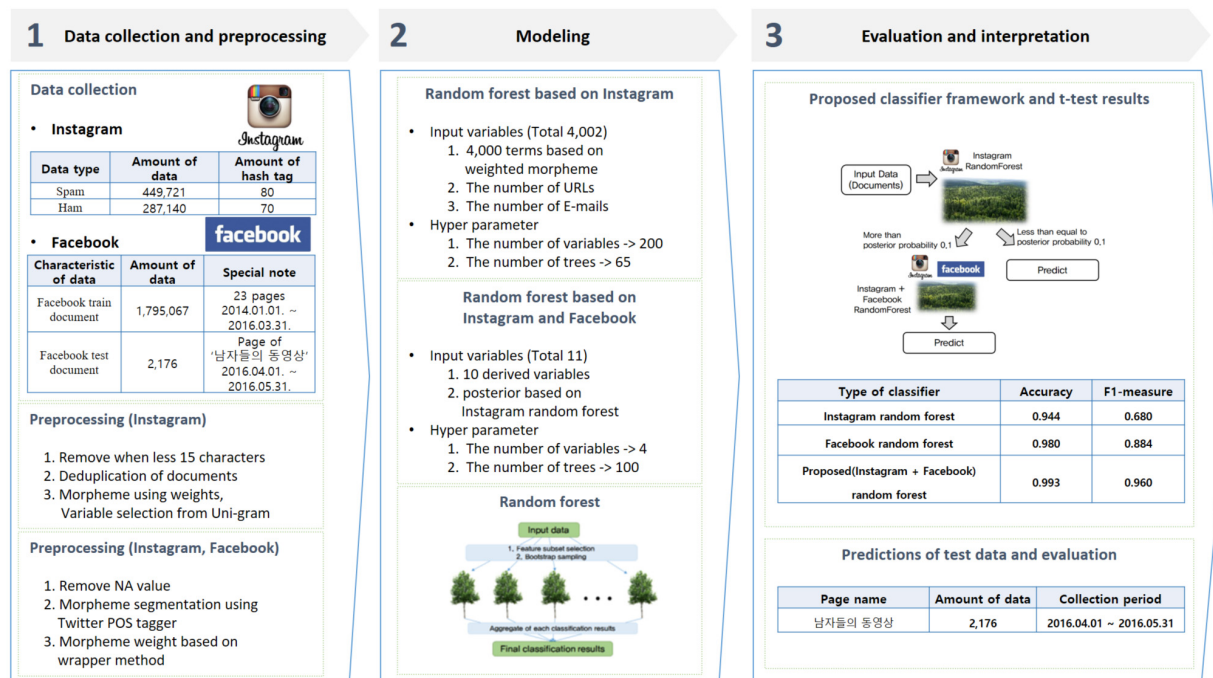 1 Data collection and preprocessing
Data collection
Instagram
• Instagram
Data type Amount of data Amount of hash tag
Spam 449,721 80
Ham 287,140 70
facebook
• Facebook
Characteristic of data Amount of data Special note
Facebook train document 1,795,067 23 pages 2014.01.01. ~ 2016.03.31.
Facebook test document 2,176 Page of '남자들의 동영상' 2016.04.01. ~ 2016.05.31.
Preprocessing (Instagram)
1. Remove when less 15 characters
2. Deduplication of documents
3. Morpheme using weights,
Variable selection from Uni-gram
Preprocessing (Instagram, Facebook)
1. Remove NA value
2. Morpheme segmentation using
Twitter POS tagger
3. Morpheme weight based on
wrapper method
2 Modeling
Random forest based on Instagram
• Input variables (Total 4,002)
1. 4,000 terms based on
weighted morpheme
2. The number of URLs
3. The number of E-mails
• Hyper parameter
1. The number of variables -> 200
2. The number of trees -> 65
Random forest based on
Instagram and Facebook
• Input variables (Total 11)
1. 10 derived variables
2. posterior based on
Instagram random forest
• Hyper parameter
1. The number of variables -> 4
2. The number of trees -> 100
Random forest
Input data
1. Feature subset selection
2. Bootstrap sampling
Aggregate of each classification results
Final classification results
3 Evaluation and interpretation
Proposed classifier framework and t-test results
Input Data
(Documents)
Instagram
Instagram
RandomForest
More than
posterior probability 0,1
Less than equal to
posterior probability 0,1
Instagram
facebook
Predict
Instagram +
Facebook
RandomForest
Predict
Type of classifier Accuracy F1-measure
Instagram random forest 0.944 0.680
Facebook random forest 0.980 0.884
Proposed(Instagram + Facebook)
random forest 0.993 0.960
Predictions of test data and evaluation
Page name Amount of data Collection period
남자들의 동영상 2,176 2016.04.01 ~ 2016.05.31